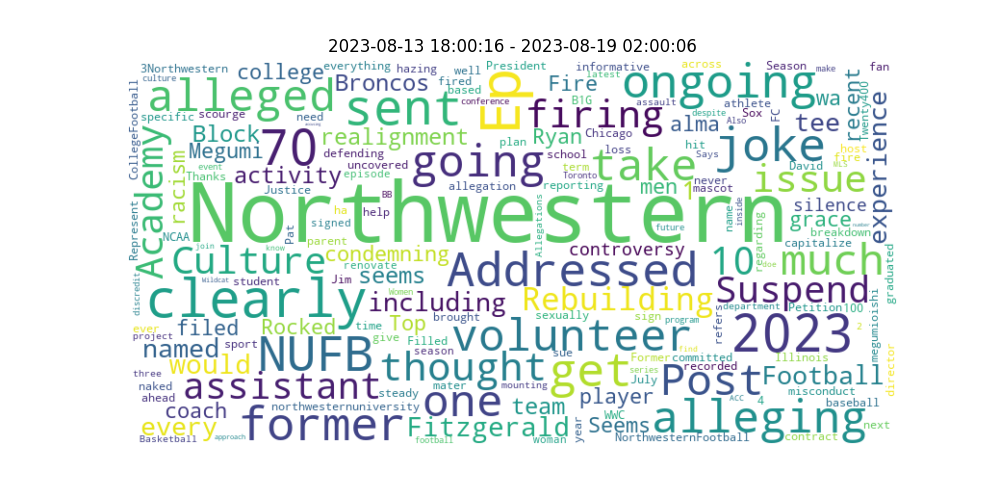 2023-08-13 18:00:16 - 2023-08-19 02:00:06
3Northwestern college everything hazing well President informative across Season make fan
culture Broncos fired based Ep Fire latest ongoing
CollegeFootball alleged sent conference B1G assault athlete wa recent Twenty400
specific scourge need firing plan Chicago despite Also Sox FC tee experience
Academy Block 70 realignment Ryan alma joke
racism Megumi defending going school loss hit David host fire
Thanks event activity uncovered episode term Toronto take Says never WLS
Justice BB allegation reporting men 1 mascot issue
Represent NCAA ha help signed Northwestern name inside future silence grace number
join Pat Allegations regarding breakdown
Culture know parent condemning controversy capitalize much
Wildcat student renovate seems Addressed 10 doe graduated
discredit clearly Jim Women including Rebuilding Suspend
ever filed Rocked time Top brought sexually sign program refers department Petition100 megumioishi
project sport give Filled volunteer 2023 2
named NUFB season sue find Former committed Illinois
three would thought series July recorded director
naked assistant mater mounting get Post Football
ahead steady one player misconduct
coach northwesternuniversity team WWC ACC 4 baseball
every former Fitzgerald year Seems alleging next
Basketball approach football woman NorthwesternFootball contract